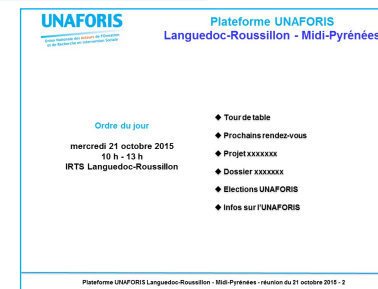 UNAFORIS
Union Nationale des Acteurs de Formation
et de Recherche en Intervention Sociale
Plateforme UNAFORIS
Languedoc-Roussillon - Midi-Pyrénées
Ordre du jour
mercredi 21 octobre 2015
10 h - 13 h
IRTS Languedoc-Roussillon
◆ Tour de table
◆ Prochains rendez-vous
◆ Projet xxxxxxx
◆ Dossier xxxxxxx
◆ Elections UNAFORIS
◆ Infos sur l'UNAFORIS
Plateforme UNAFORIS Languedoc-Roussillon - Midi-Pyrénées - réunion du 21 octobre 2015 - 2